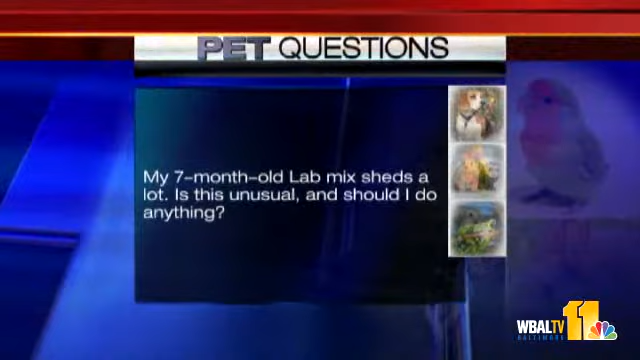 PET QUESTIONS
My 7-month-old Lab mix sheds a
lot. Is this unusual, and should I do
anything?
WBALTV 11
BALTIMORE